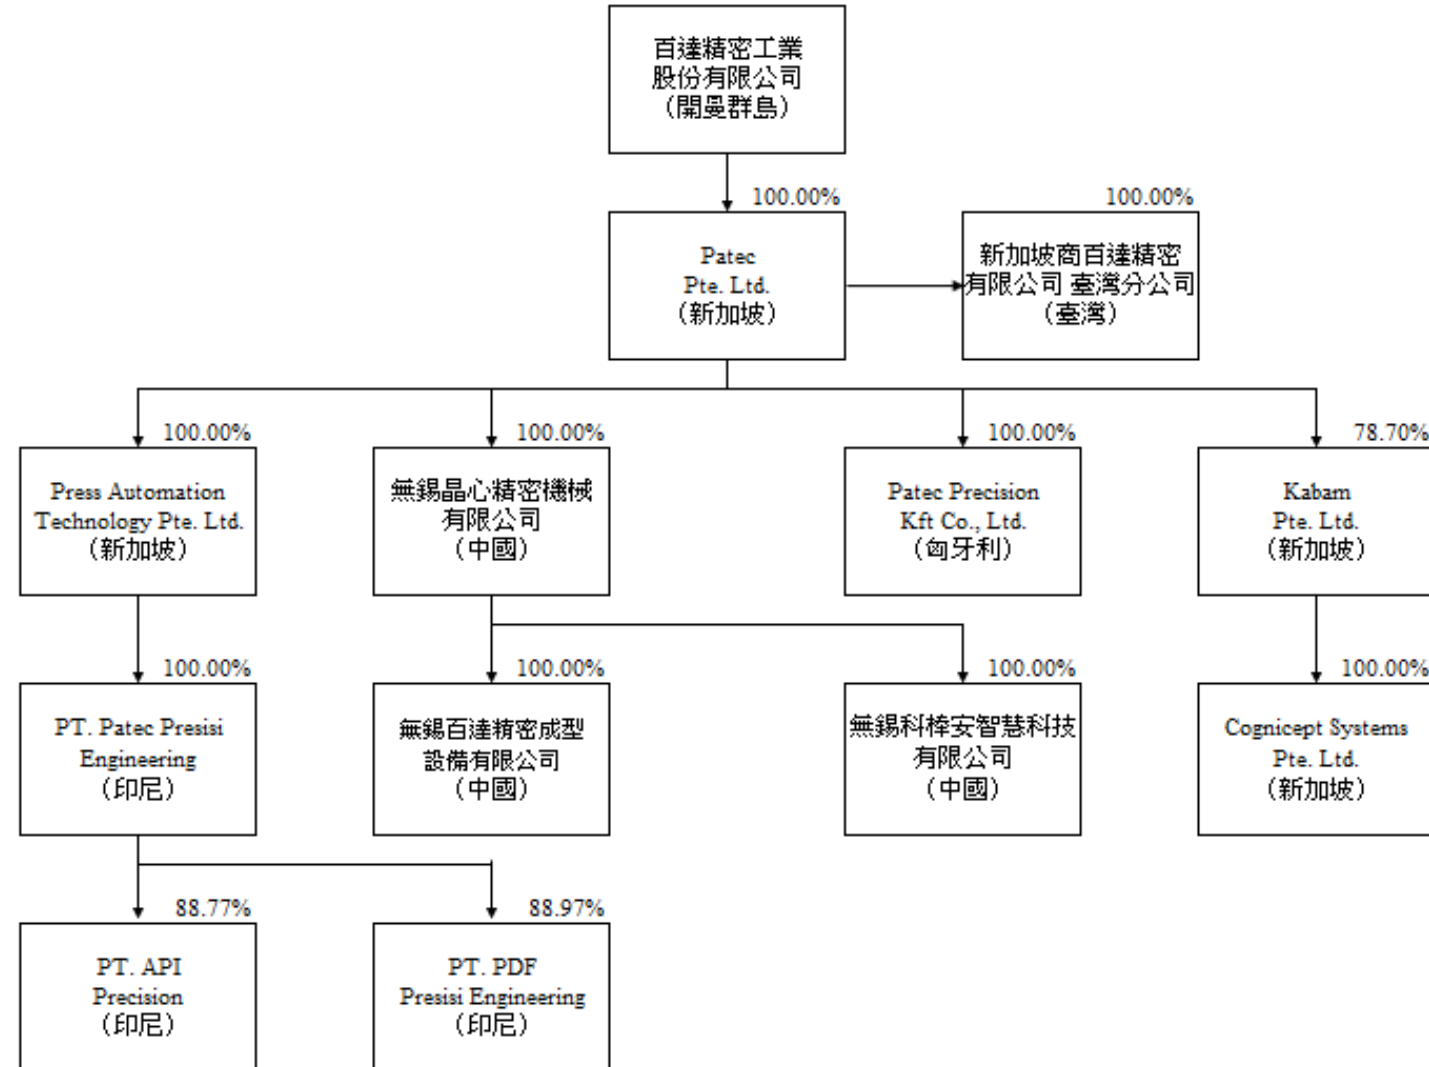 百達精密工業
股份有限公司
（開曼群島）
100.00%
100.00%
Patec
Pte. Ltd.
（新加坡）
新加坡商百達精密
有限公司 臺灣分公司
（臺灣）
100.00%
100.00%
100.00%
78.70%
Press Automation
Technology Pte. Ltd.
（新加坡）
無錫晶心精密機械
有限公司
（中國）
Patec Precision
Kft Co., Ltd.
（匈牙利）
Kabam
Pte. Ltd.
（新加坡）
100.00%
100.00%
100.00%
100.00%
PT. Patec Presisi
Engineering
（印尼）
無錫百達精密成型
設備有限公司
（中國）
無錫科樟安智慧科技
有限公司
（中國）
Cognicept Systems
Pte. Ltd.
（新加坡）
88.77%
88.97%
PT. API
Precision
（印尼）
PT. PDF
Presisi Engineering
（印尼）